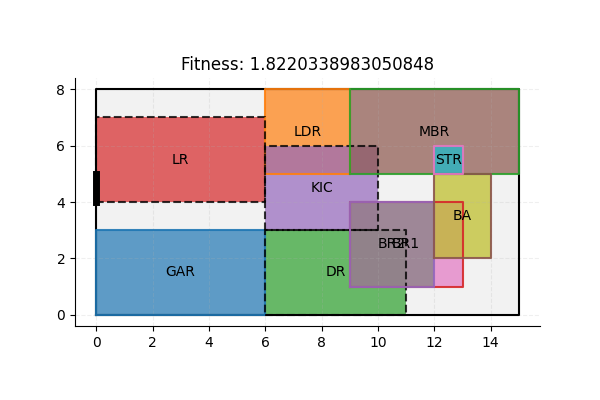 Fitness: 1.8220338983050848
8
6
4
2
0
LDR
MBR
LR
STR
KIC
BA
BR2
BR1
GAR
DR
0 2 4 6 8 10 12 14